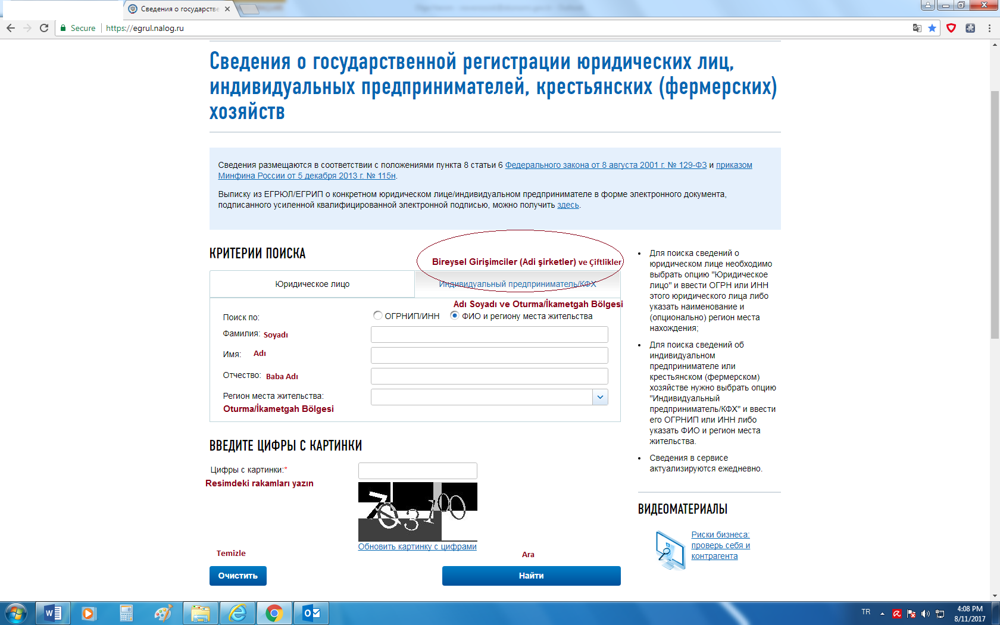 Сведения о государстве
Secure
https://egrul.nalog.ru
Сведения о государственной регистрации юридических лиц,
индивидуальных предпринимателей, крестьянских (фермерских)
хозяйств
Сведения размещаются в соответствии с положениями пункта 8 статьи 6 Федерального закона от 8 августа 2001 г. № 129-ФЗ и приказом
Минфина России от 5 декабря 2013 г. № 115н.
Выписку из ЕГРЮЛ/ЕГРИП о конкретном юридическом лице/индивидуальном предпринимателе в форме электронного документа,
подписанного усиленной квалифицированной электронной подписью, можно получить здесь.
КРИТЕРИИ ПОИСКА
Bireysel Girişimciler (Adi şirketler) ve Çiftlikler
Юридическое лицо
Индивидуальный предприниматель/КФХ
Adı Soyadı ve Oturma/İkametgah Bölgesi
Поиск по:
ОГРНИП/ИНН
ФИО и региону места жительства
Фамилия: Soyadı
Имя: Adı
Отчество: Baba Adı
Регион места жительства:
Oturma/İkametgah Bölgesi
ВВЕДИТЕ ЦИФРЫ С КАРТИНКИ
Цифры с картинки:*
Resimdeki rakamları yazın
Обновить картинку с цифрами
Temizle
Ara
Очистить
Найти
Для поиска сведений о
юридическом лице необходимо
выбрать опцию "Юридическое
лицо" и ввести ОГРН или ИНН
этого юридического лица либо
указать наименование и
(опционально) регион места
нахождения;
Для поиска сведений об
индивидуальном
предпринимателе или
крестьянском (фермерском)
хозяйстве нужно выбрать опцию
"Индивидуальный
предприниматель/КФХ" и ввести
его ОГРНИП или ИНН либо
указать ФИО и регион места
жительства.
Сведения в сервисе
актуализируются ежедневно.
ВИДЕОМАТЕРИАЛЫ
Риски бизнеса:
проверь себя и
контрагента
TR
4:08 PM
8/11/2017